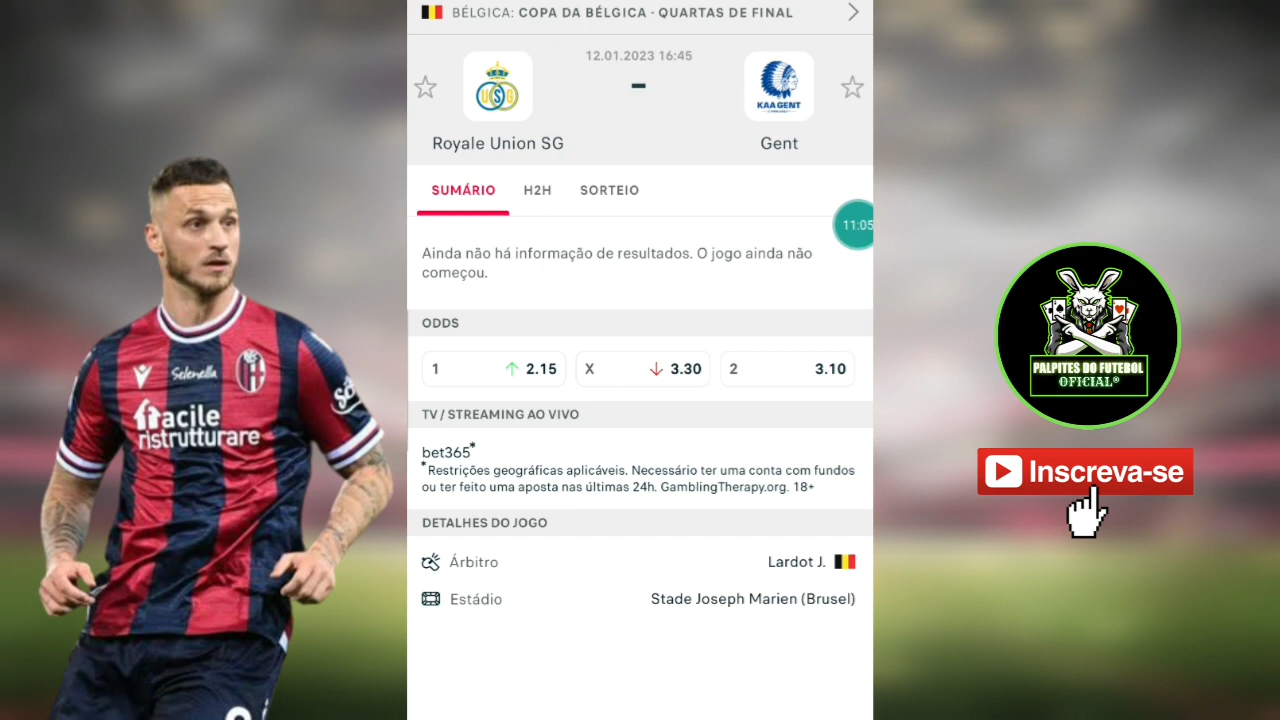 BÉLGICA: COPA DA BÉLGICA - QUARTAS DE FINAL
12.01.2023 16:45
-
USG
KAA GENT
Royale Union SG
Gent
SUMÁRIO H2H SORTEIO
11:05
Ainda não há informação de resultados. O jogo ainda não
começou.
ODDS
1 2.15 X 3.30 2 3.10
TV / STREAMING AO VIVO
bet365*
*Restrições geográficas aplicáveis. Necessário ter uma conta com fundos
ou ter feito uma aposta nas últimas 24h. GamblingTherapy.org. 18+
DETALHES DO JOGO
Árbitro Lardot J.
Estádio Stade Joseph Marien (Brusel)
Selenella
facile
ristrutturare
PALPITES DO FUTEBOL
OFICIAL®
Inscreva-se